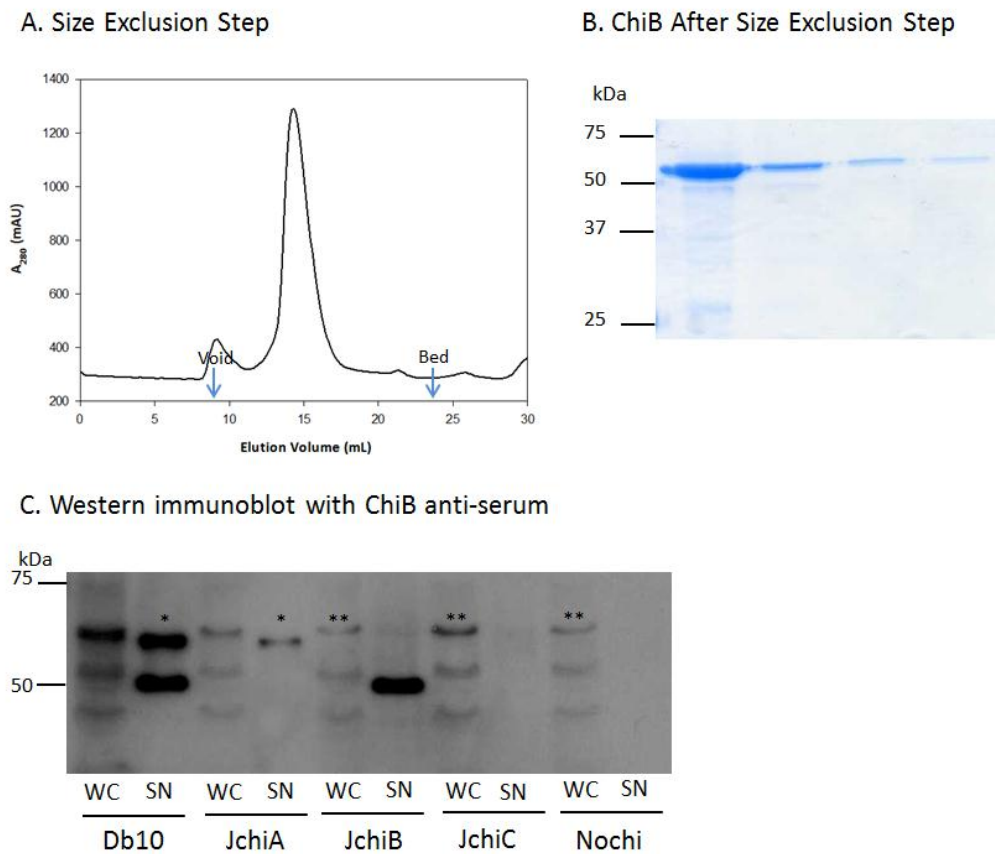 A. Size Exclusion Step
B. ChiB After Size Exclusion Step
1400
1200
1000
800
600
400
200
A280 (mAU)
Void
Bed
0 5 10 15 20 25 30
Elution Volume (mL)
kDa
75
50
37
25
C. Western immunoblot with ChiB anti-serum
kDa
75
50
* * ** ** **
WC SN WC SN WC SN WC SN WC SN
Db10 JchiA JchiB JchiC Nochi